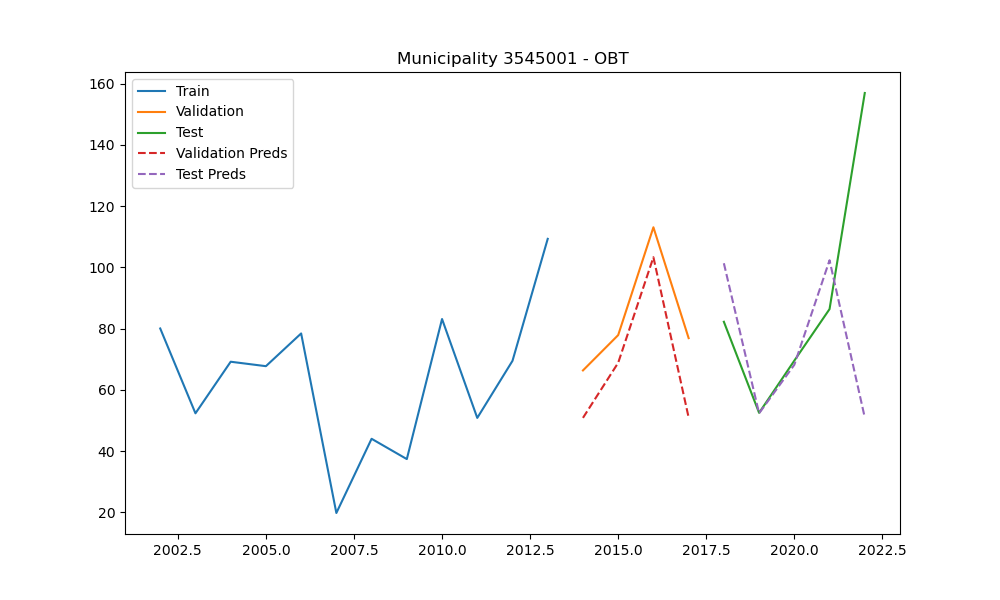 Municipality 3545001 - OBT
160
140
120
100
80
60
40
20
Train
Validation
Test
Validation Preds
Test Preds
2002.5 2005.0 2007.5 2010.0 2012.5 2015.0 2017.5 2020.0 2022.5